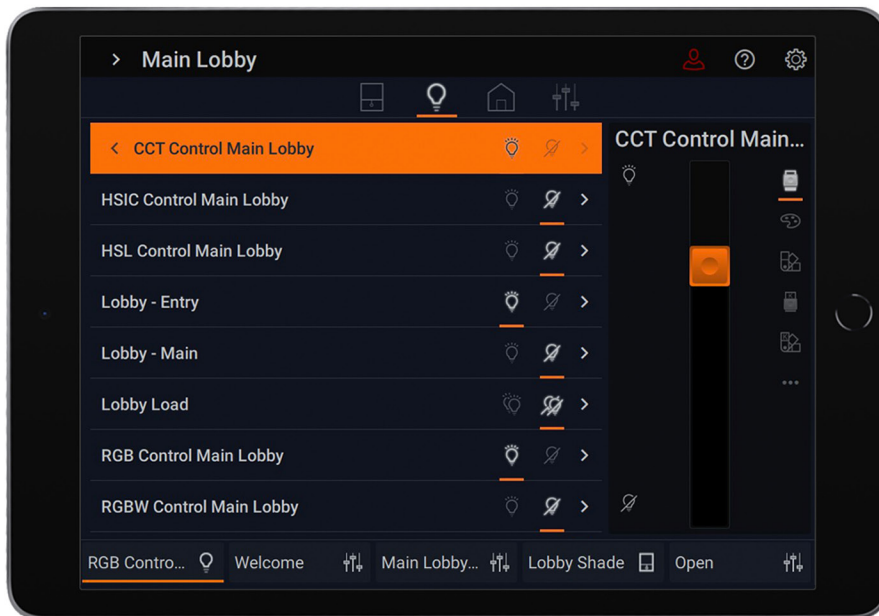 Main Lobby
CCT Control Main Lobby
HSIC Control Main Lobby
HSL Control Main Lobby
Lobby - Entry
Lobby - Main
Lobby Load
RGB Control Main Lobby
RGBW Control Main Lobby
CCT Control Main...
RGB Contro...
Welcome
Main Lobby...
Lobby Shade
Open